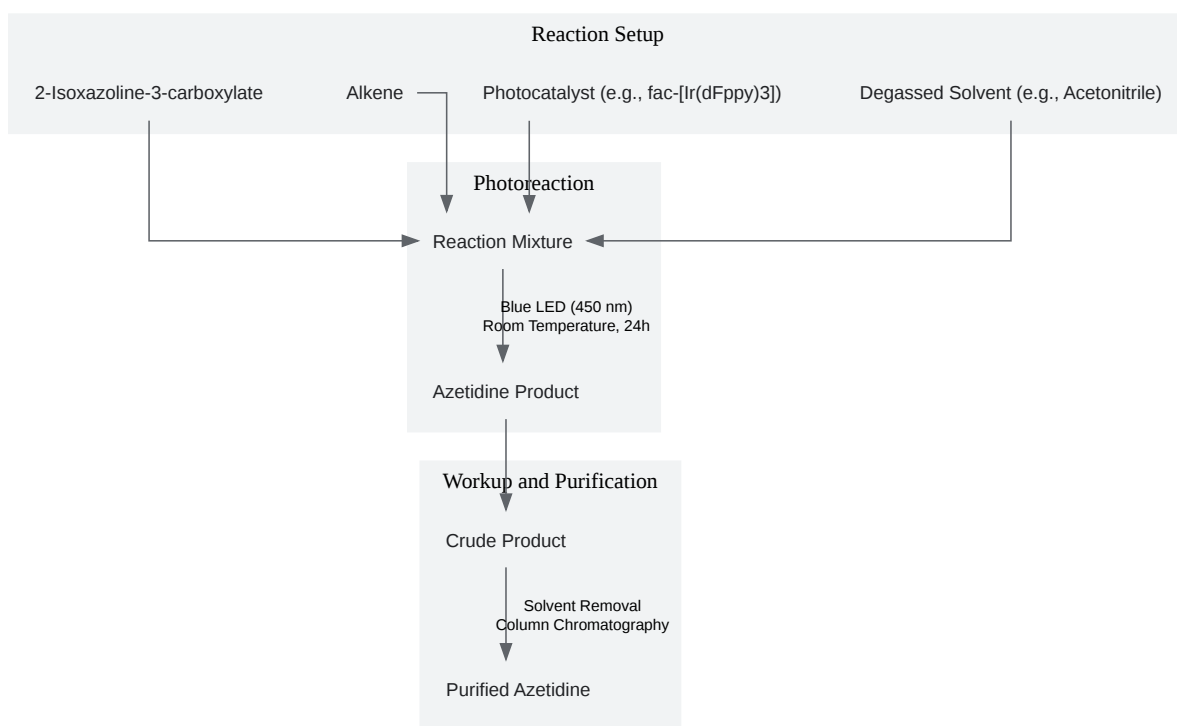 Reaction Setup
2-Isoxazoline-3-carboxylate
Alkene
Photocatalyst (e.g., fac-[Ir(dFppy)3])
Degassed Solvent (e.g., Acetonitrile)
Photoreaction
Reaction Mixture
Blue LED (450 nm)
Room Temperature, 24h
Azetidine Product
Workup and Purification
Crude Product
Solvent Removal
Column Chromatography
Purified Azetidine